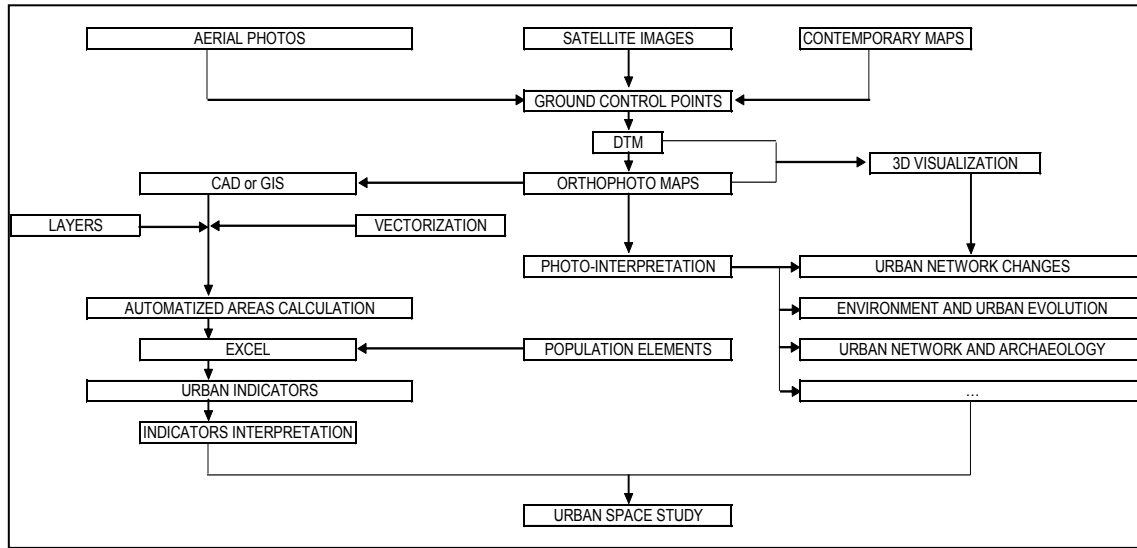 AERIAL PHOTOS
SATELLITE IMAGES
CONTEMPORARY MAPS
GROUND CONTROL POINTS
DTM
3D VISUALIZATION
CAD or GIS
ORTHOPHOTO MAPS
LAYERS
VECTORIZATION
PHOTO-INTERPRETATION
URBAN NETWORK CHANGES
AUTOMATIZED AREAS CALCULATION
ENVIRONMENT AND URBAN EVOLUTION
EXCEL
POPULATION ELEMENTS
URBAN NETWORK AND ARCHAEOLOGY
URBAN INDICATORS
...
INDICATORS INTERPRETATION
URBAN SPACE STUDY